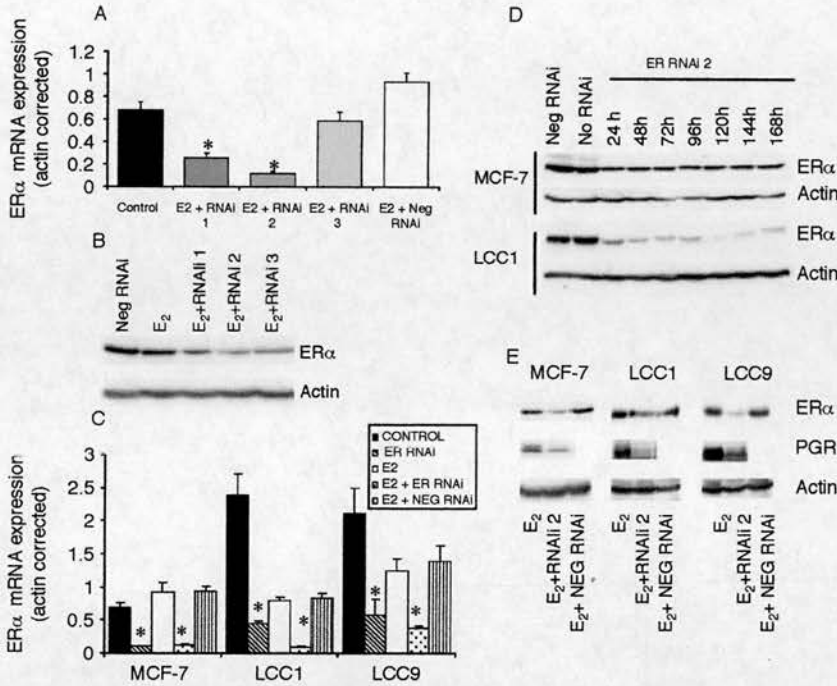 A
ERα mRNA expression
(actin corrected)
1.2
1
0.8
0.6
0.4
0.2
0
*
*
Control
E2 + RNAi
1
E2 + RNAi
2
E2 + RNAi
3
E2 + Neg
RNAi
B
Neg RNAi
E2
E2+RNAIi 1
E2+RNAi 2
E2+RNAi 3
ERα
Actin
C
ERα mRNA expression
(actin corrected)
3
2.5
2
1.5
1
0.5
0
CONTROL
ER RNAi
E2
E2 + ER RNAi
E2 + NEG RNAi
*
*
*
*
*
*
MCF-7
LCC1
LCC9
D
ER RNAi 2
Neg RNAi
No RNAi
24 h
48h
72h
96h
120h
144h
168h
MCF-7
ERα
Actin
LCC1
ERα
Actin
E
MCF-7
LCC1
LCC9
ERα
PGR
Actin
E2
E2+RNAIi 2
E2+ NEG RNAi
E2
E2+RNAIi 2
E2+ NEG RNAi
E2
E2+RNAIi 2
E2+ NEG RNAi